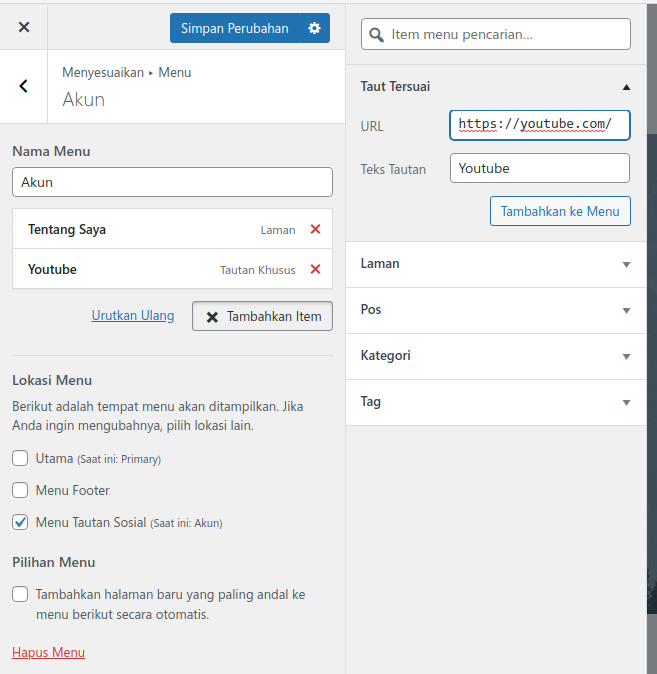 Simpan Perubahan
Menyesuaikan ▸ Menu
Akun
Nama Menu
Akun
Tentang Saya Laman
Youtube Tautan Khusus
Urutkan Ulang Tambahkan Item
Lokasi Menu
Berikut adalah tempat menu akan ditampilkan. Jika
Anda ingin mengubahnya, pilih lokasi lain.
Utama (Saat ini: Primary)
Menu Footer
Menu Tautan Sosial (Saat ini: Akun)
Pilihan Menu
Tambahkan halaman baru yang paling andal ke
menu berikut secara otomatis.
Hapus Menu
Item menu pencarian...
Taut Tersuai
URL https://youtube.com/
Teks Tautan Youtube
Tambahkan ke Menu
Laman
Pos
Kategori
Tag